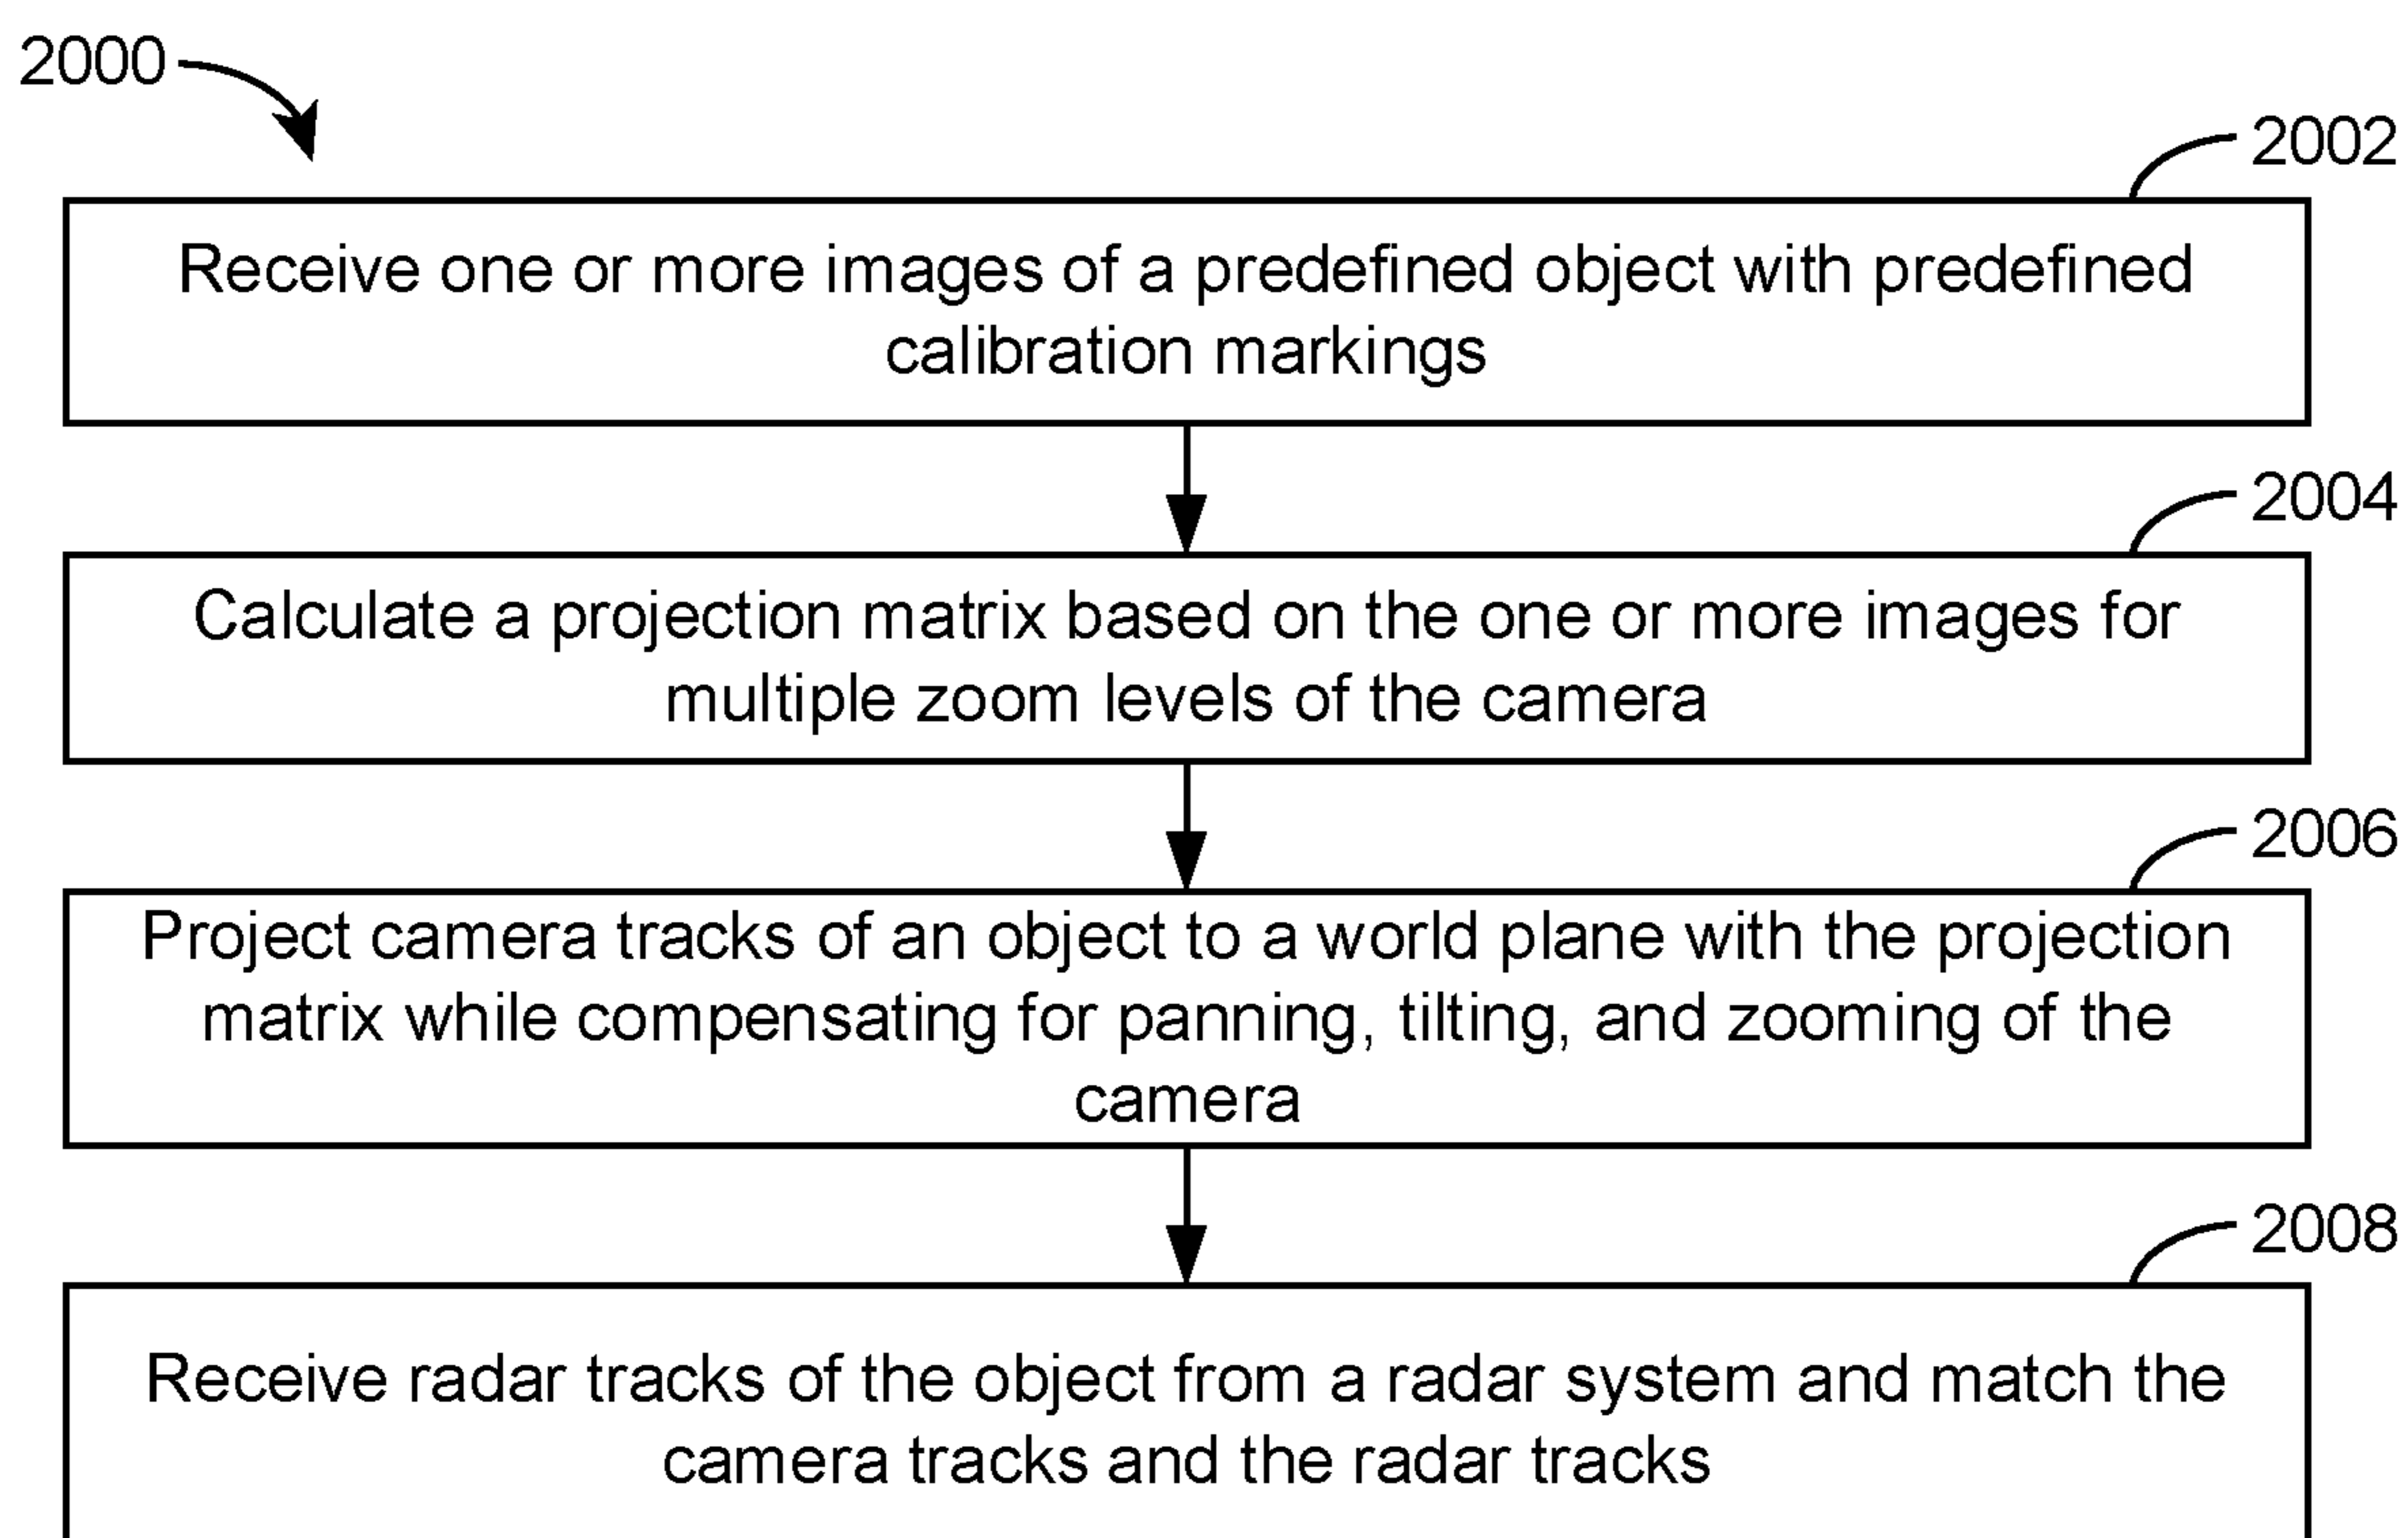 2000
2002
Receive one or more images of a predefined object with predefined
calibration markings
2004
Calculate a projection matrix based on the one or more images for
multiple zoom levels of the camera
2006
Project camera tracks of an object to a world plane with the projection
matrix while compensating for panning, tilting, and zooming of the
camera
2008
Receive radar tracks of the object from a radar system and match the
camera tracks and the radar tracks